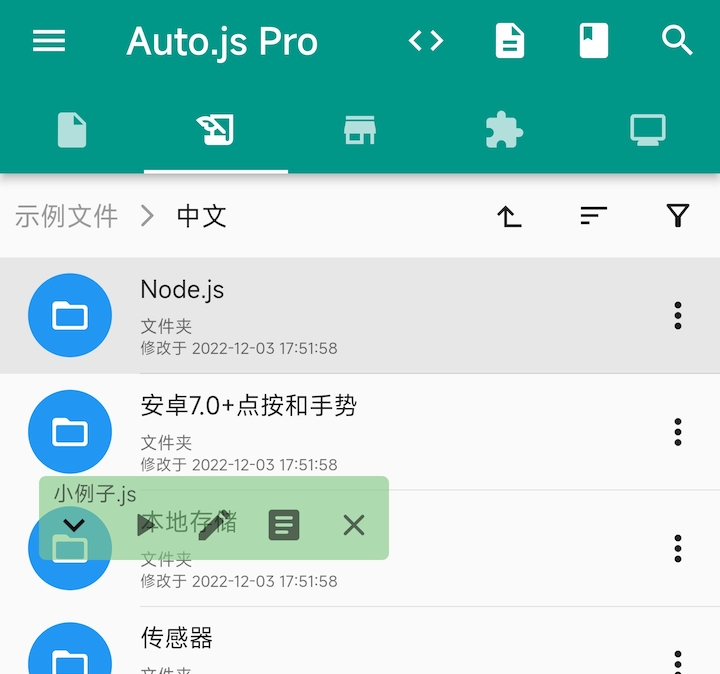 Auto.js Pro
示例文件 > 中文
Node.js
文件夹
修改于 2022-12-03 17:51:58
安卓7.0+点按和手势
文件夹
修改于 2022-12-03 17:51:58
小例子.js
本地存储
文件夹
修改于 2022-12-03 17:51:58
传感器
文件夹